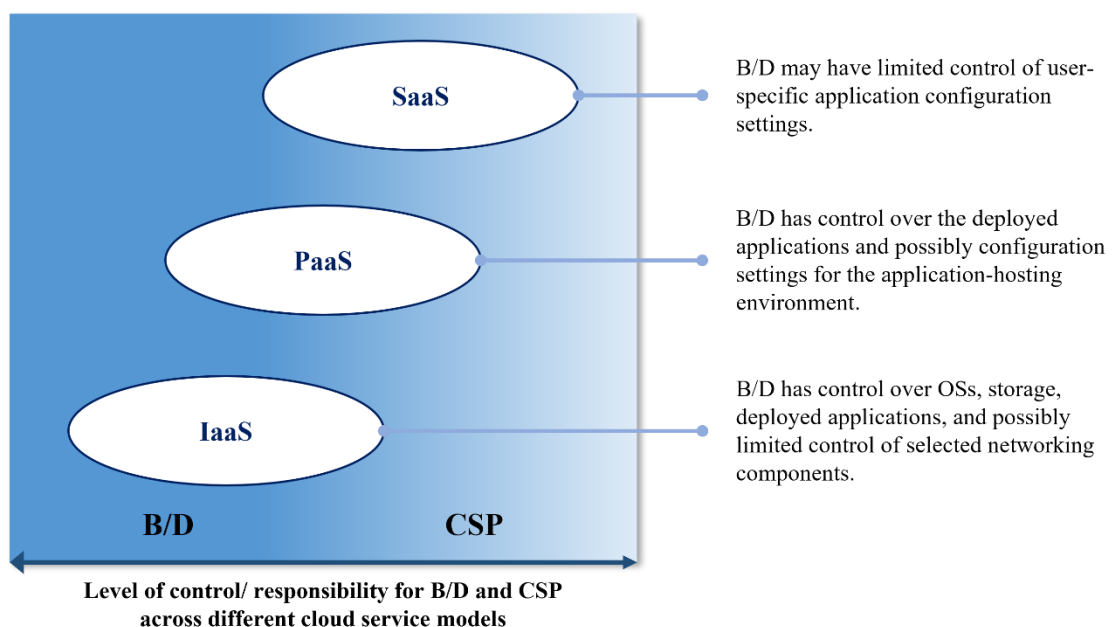 SaaS
B/D may have limited control of user-
specific application configuration
settings.
PaaS
B/D has control over the deployed
applications and possibly configuration
settings for the application-hosting
environment.
IaaS
B/D has control over OSs, storage,
deployed applications, and possibly
limited control of selected networking
components.
B/D
CSP
Level of control/ responsibility for B/D and CSP
across different cloud service models